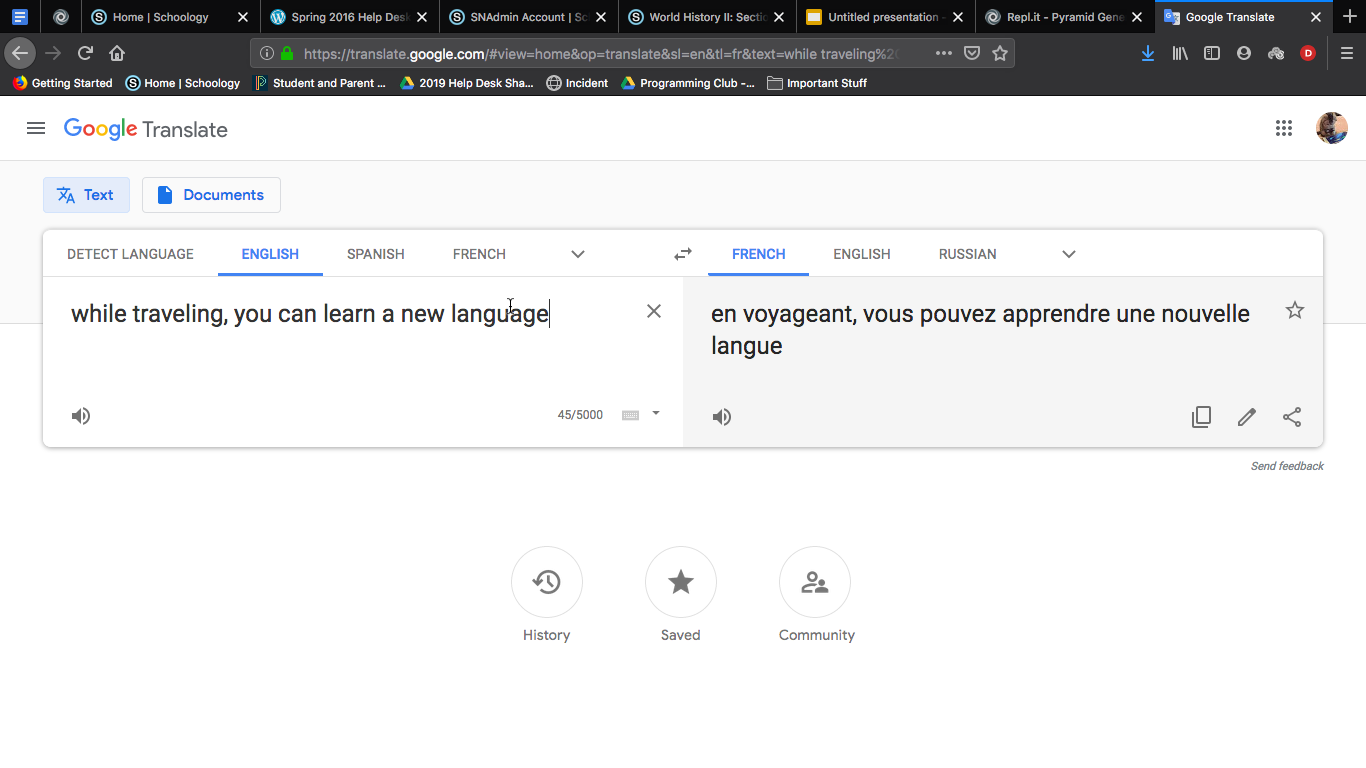 Home | Schoology
Spring 2016 Help Des
SNAdmin Account | Sc
World History II: Sectio
Untitled presentation -
Repl.it - Pyramid Gene
Google Translate
https://translate.google.com/#view=home&op=translate&sl=en&tl=fr&text=while traveling%2C
D
Getting Started
Home | Schoology
Student and Parent ...
2019 Help Desk Sha...
Incident
Programming Club -...
Important Stuff
Google Translate
Text
Documents
DETECT LANGUAGE
ENGLISH
SPANISH
FRENCH
FRENCH
ENGLISH
RUSSIAN
while traveling, you can learn a new language
en voyageant, vous pouvez apprendre une nouvelle
langue
45/5000
Send feedback
History
Saved
Community